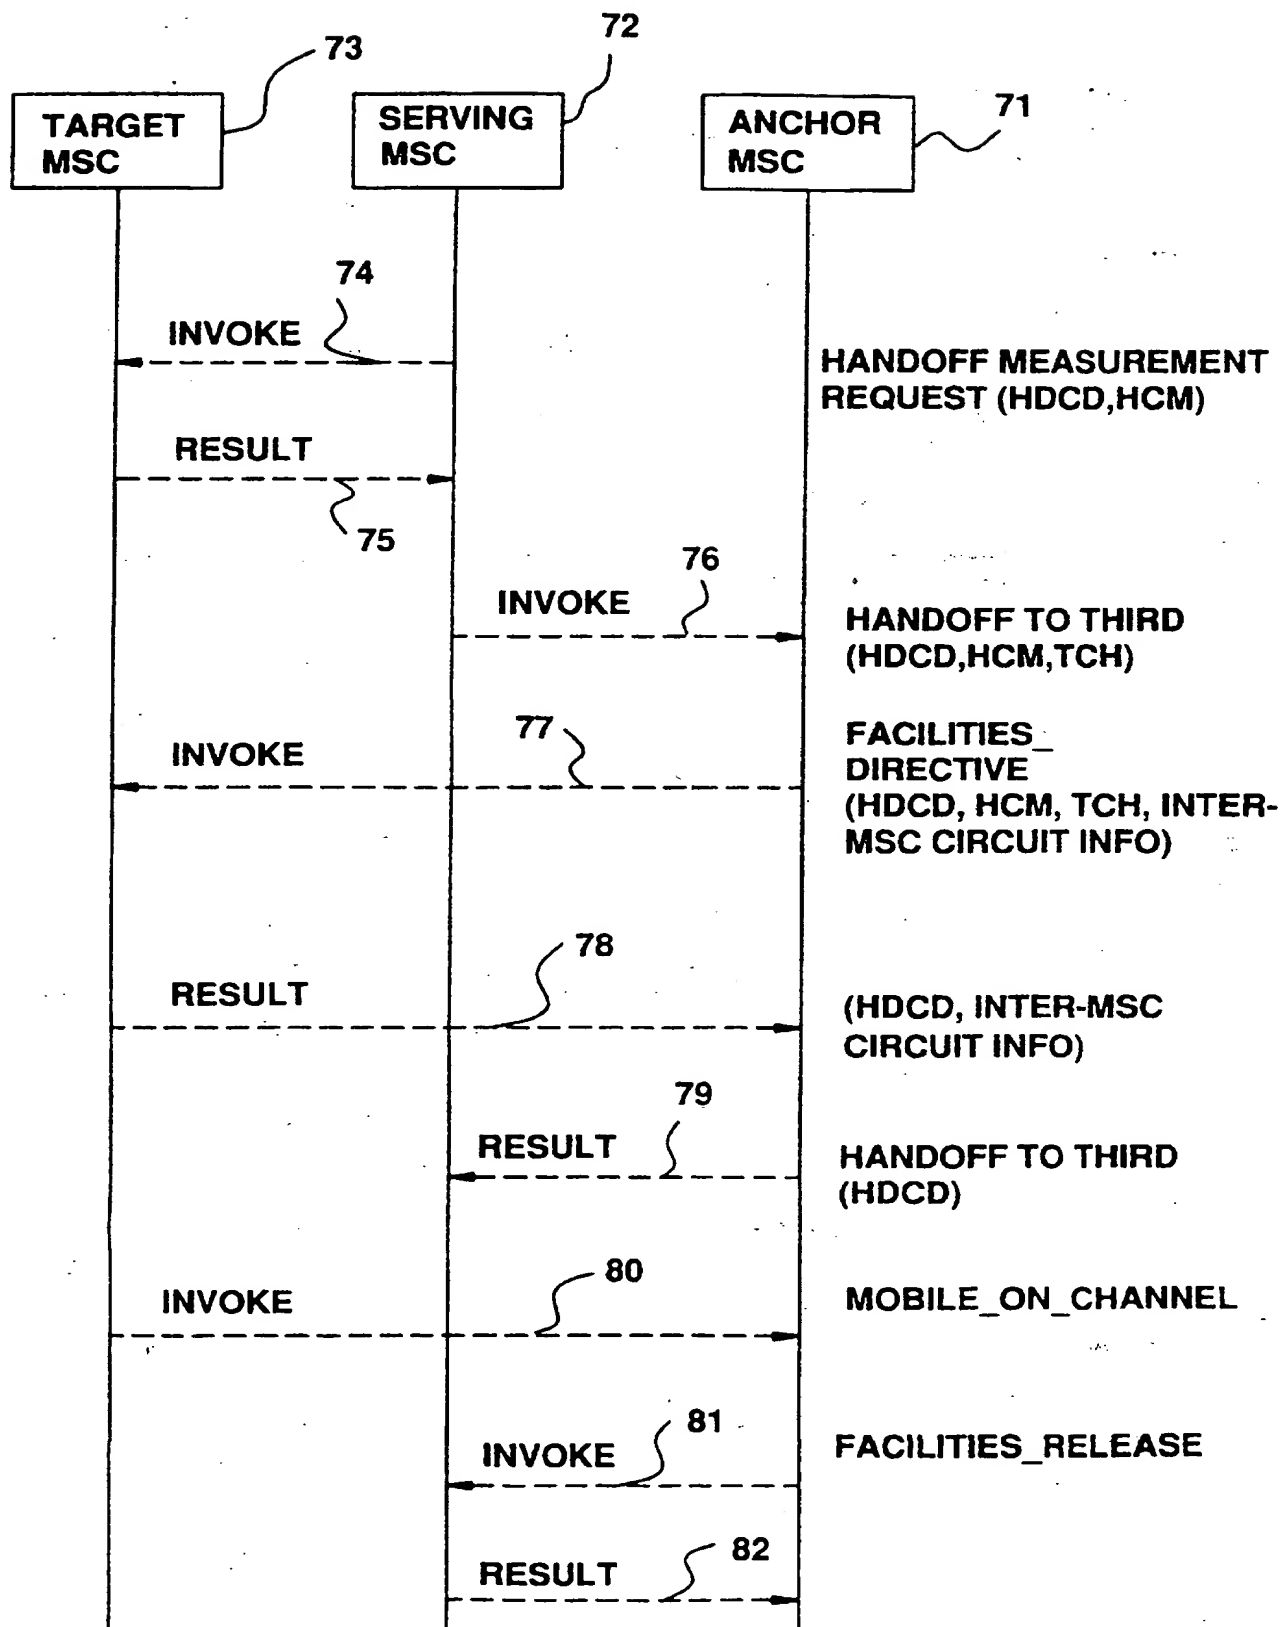 73
72
71
TARGET
MSC
SERVING
MSC
ANCHOR
MSC
74
INVOKE
HANDOFF MEASUREMENT
REQUEST (HDCD,HCM)
RESULT
75
76
INVOKE
HANDOFF TO THIRD
(HDCD,HCM,TCH)
77
INVOKE
FACILITIES_
DIRECTIVE
(HDCD, HCM, TCH, INTER-
MSC CIRCUIT INFO)
78
RESULT
(HDCD, INTER-MSC
CIRCUIT INFO)
79
RESULT
HANDOFF TO THIRD
(HDCD)
80
INVOKE
MOBILE_ON_CHANNEL
81
INVOKE
FACILITIES_RELEASE
82
RESULT